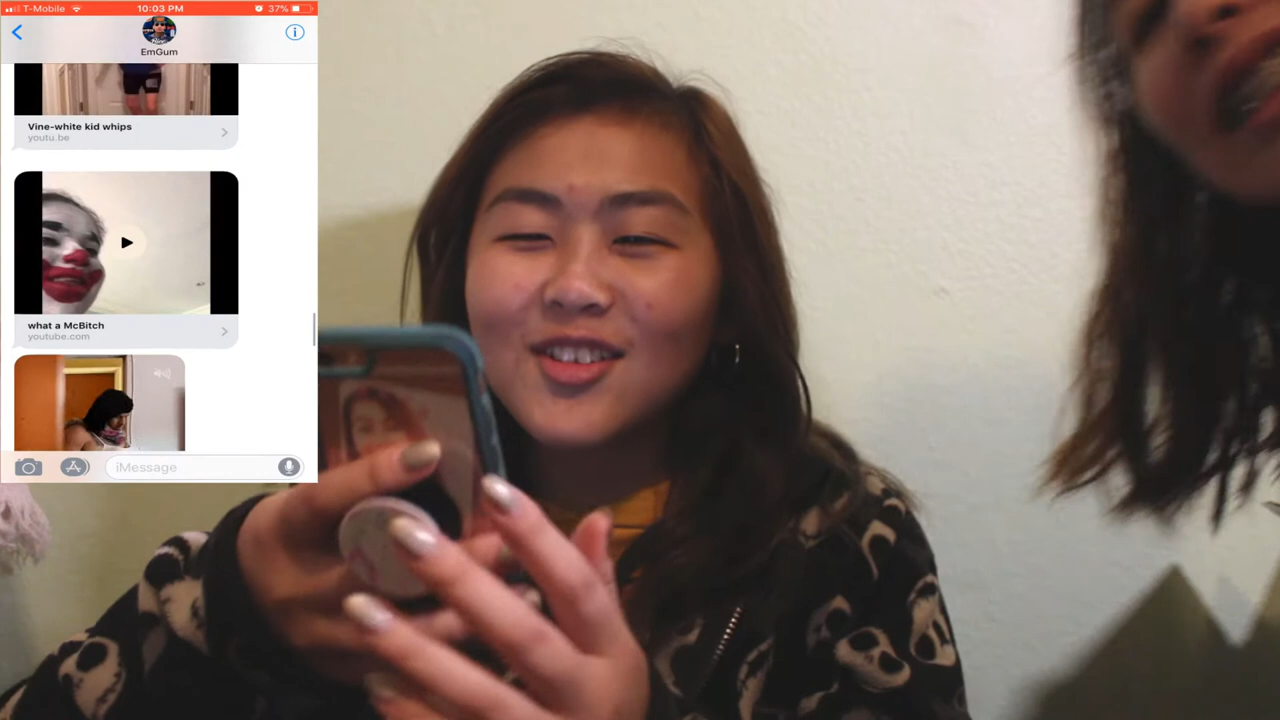 T-Mobile 10:03 PM 37%
EmGum
Vine-white kid whips
youtu.be
what a McBitch
youtube.com
iMessage